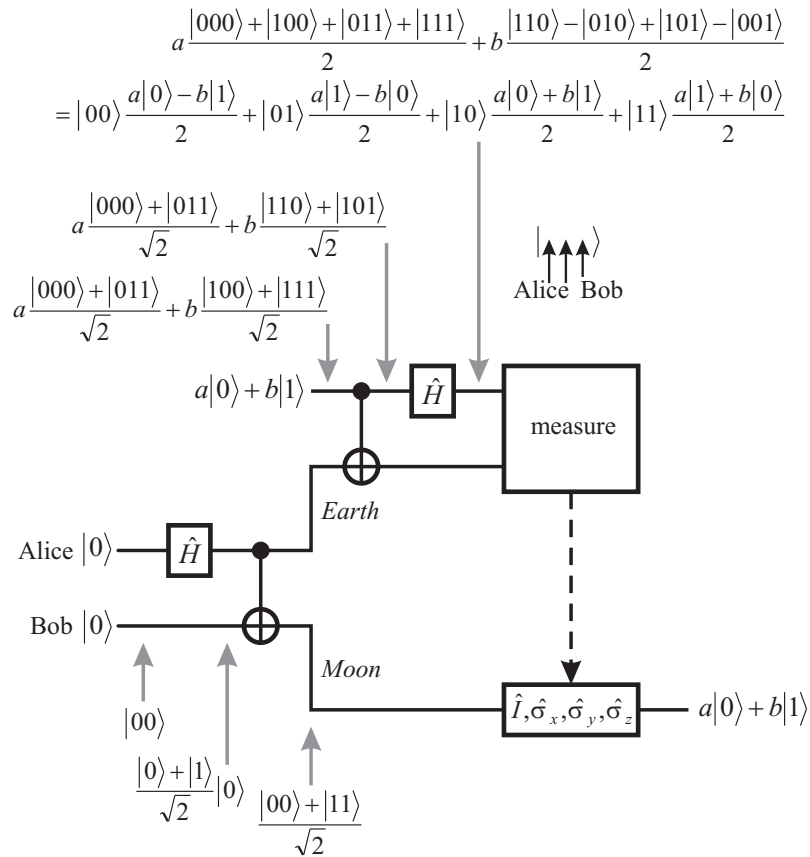 a (|000⟩+|100⟩+|011⟩+|111⟩)/2 + b (|110⟩−|010⟩+|101⟩−|001⟩)/2
= |00⟩ (a|0⟩−b|1⟩)/2 + |01⟩ (a|1⟩−b|0⟩)/2 + |10⟩ (a|0⟩+b|1⟩)/2 + |11⟩ (a|1⟩+b|0⟩)/2
a (|000⟩+|011⟩)/√2 + b (|110⟩+|101⟩)/√2
| ⟩
Alice Bob
a (|000⟩+|011⟩)/√2 + b (|100⟩+|111⟩)/√2
a|0⟩+b|1⟩
Ĥ
measure
Earth
Alice |0⟩
Ĥ
Bob |0⟩
Moon
Î, σ̂x, σ̂y, σ̂z
a|0⟩+b|1⟩
|00⟩
(|0⟩+|1⟩)/√2 |0⟩
(|00⟩+|11⟩)/√2